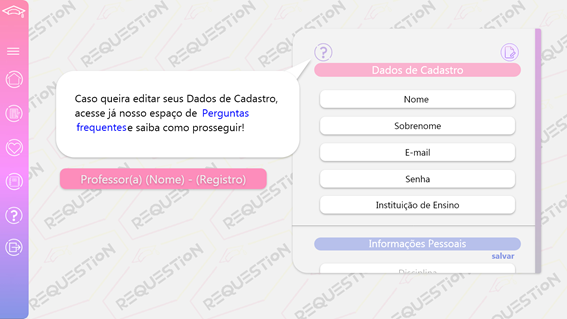 Caso queira editar seus Dados de Cadastro,
acesse já nosso espaço de Perguntas
frequentes e saiba como prosseguir!
Professor(a) (Nome) - (Registro)
?
Dados de Cadastro
Nome
Sobrenome
E-mail
Senha
Instituição de Ensino
Informações Pessoais
salvar
Disciplina
REQUESTION